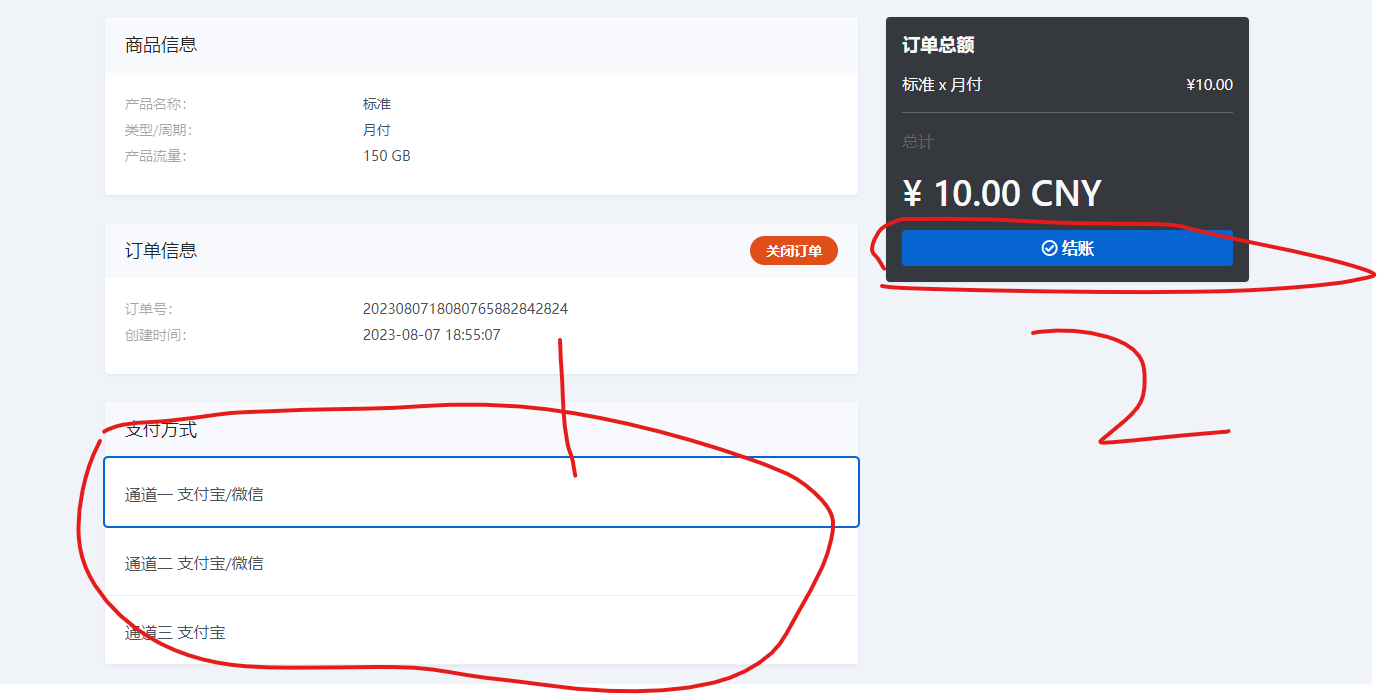 商品信息
产品名称: 标准
类型/周期: 月付
产品流量: 150 GB
订单信息 关闭订单
订单号: 2023080718080765882842824
创建时间: 2023-08-07 18:55:07
支付方式
通道一 支付宝/微信
通道二 支付宝/微信
通道三 支付宝
订单总额
标准 x 月付 ¥10.00
总计
¥ 10.00 CNY
结账
1
2